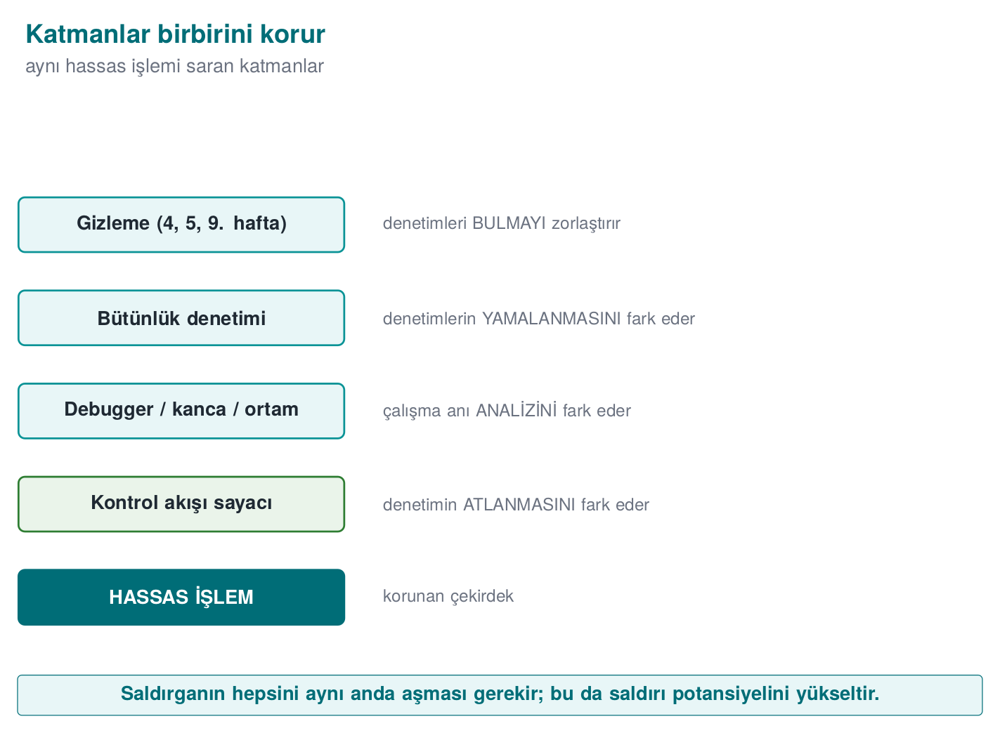 Katmanlar birbirini korur
aynı hassas işlemi saran katmanlar
Gizleme (4, 5, 9. hafta)
denetimleri BULMAYI zorlaştırır
Bütünlük denetimi
denetimlerin YAMALANMASINI fark eder
Debugger / kanca / ortam
çalışma anı ANALİZİNİ fark eder
Kontrol akışı sayacı
denetimin ATLANMASINI fark eder
HASSAS İŞLEM
korunan çekirdek
Saldırganın hepsini aynı anda aşması gerekir; bu da saldırı potansiyelini yükseltir.